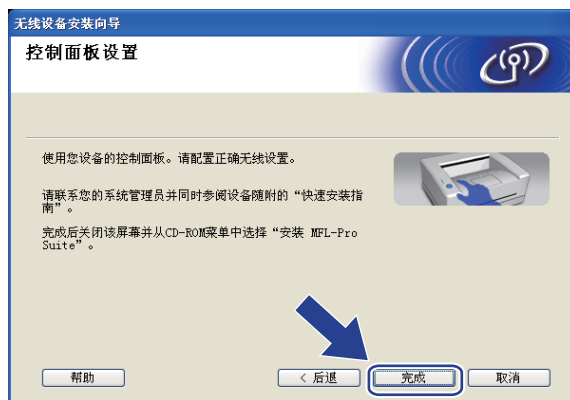 无线设备安装向导
控制面板设置
使用您设备的控制面板。请配置正确无线设置。
请联系您的系统管理员并同时参阅设备随附的“快速安装指
南”。
完成后关闭该屏幕并从CD-ROM菜单中选择“安装 MFL-Pro
Suite”。
帮助
< 后退
完成
取消